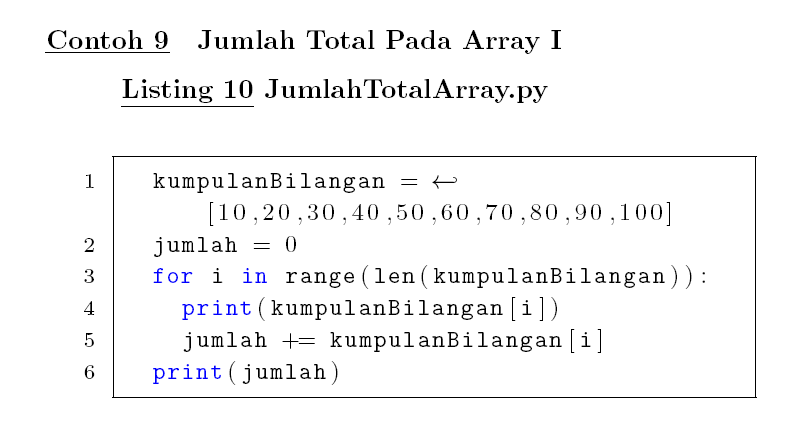 Contoh 9 Jumlah Total Pada Array I
Listing 10 JumlahTotalArray.py
1 kumpulanBilangan = ↩
[10,20,30,40,50,60,70,80,90,100]
2 jumlah = 0
3 for i in range(len(kumpulanBilangan)):
4 print(kumpulanBilangan[i])
5 jumlah += kumpulanBilangan[i]
6 print(jumlah)